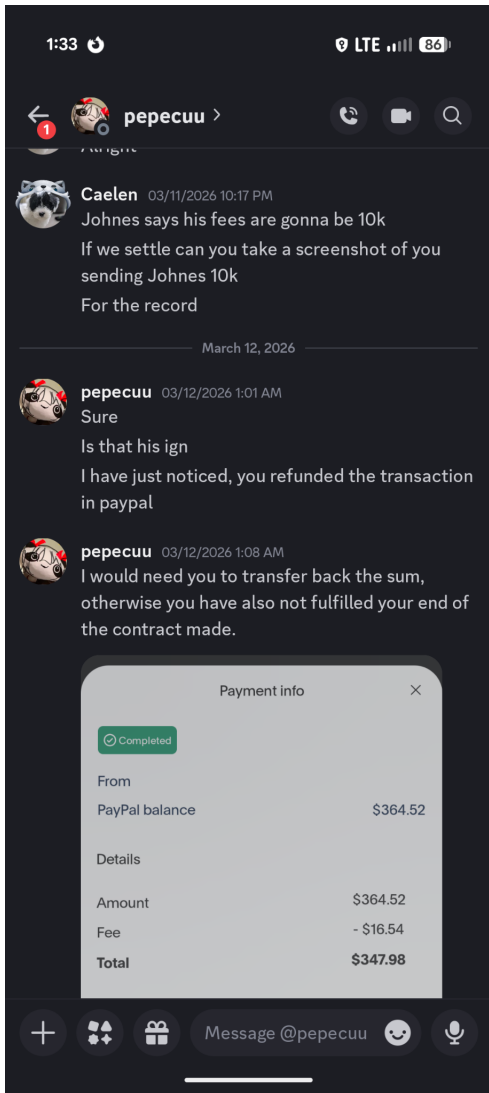 1:33
LTE 86
1
pepecuu >
Alright
Caelen 03/11/2026 10:17 PM
Johnes says his fees are gonna be 10k
If we settle can you take a screenshot of you
sending Johnes 10k
For the record
March 12, 2026
pepecuu 03/12/2026 1:01 AM
Sure
Is that his ign
I have just noticed, you refunded the transaction
in paypal
pepecuu 03/12/2026 1:08 AM
I would need you to transfer back the sum,
otherwise you have also not fulfilled your end of
the contract made.
Payment info
Completed
From
PayPal balance $364.52
Details
Amount $364.52
Fee - $16.54
Total $347.98
Message @pepecuu